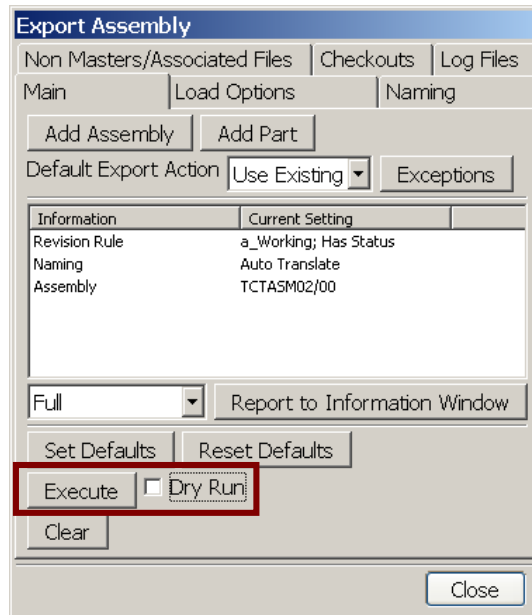 Export Assembly
Non Masters/Associated Files Checkouts Log Files
Main Load Options Naming
Add Assembly Add Part
Default Export Action Use Existing Exceptions
Information Current Setting
Revision Rule a_Working; Has Status
Naming Auto Translate
Assembly TCTASM02/00
Full Report to Information Window
Set Defaults Reset Defaults
Execute Dry Run
Clear
Close